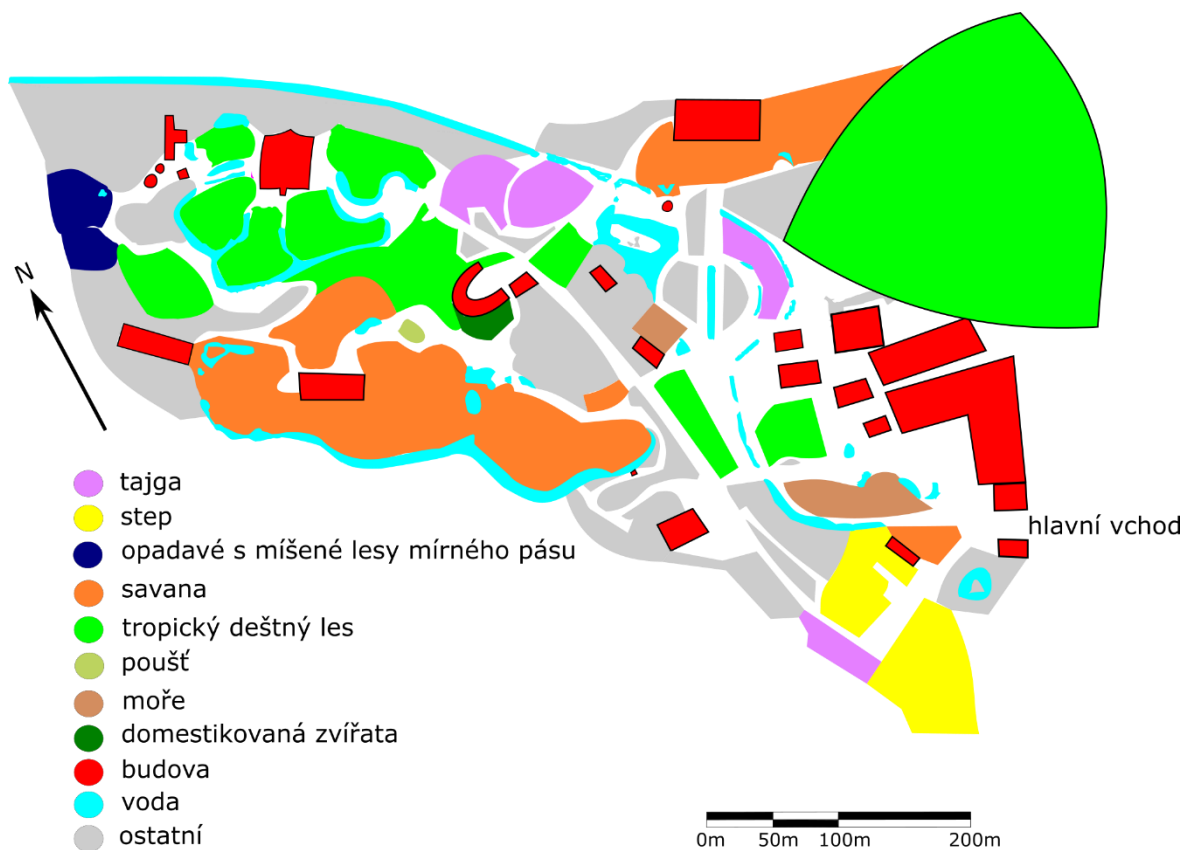 N
tajga
step
opadavé s míšené lesy mírného pásu
hlavní vchod
savana
tropický deštný les
poušť
moře
domestikovaná zvířata
budova
voda
ostatní
0m 50m 100m 200m